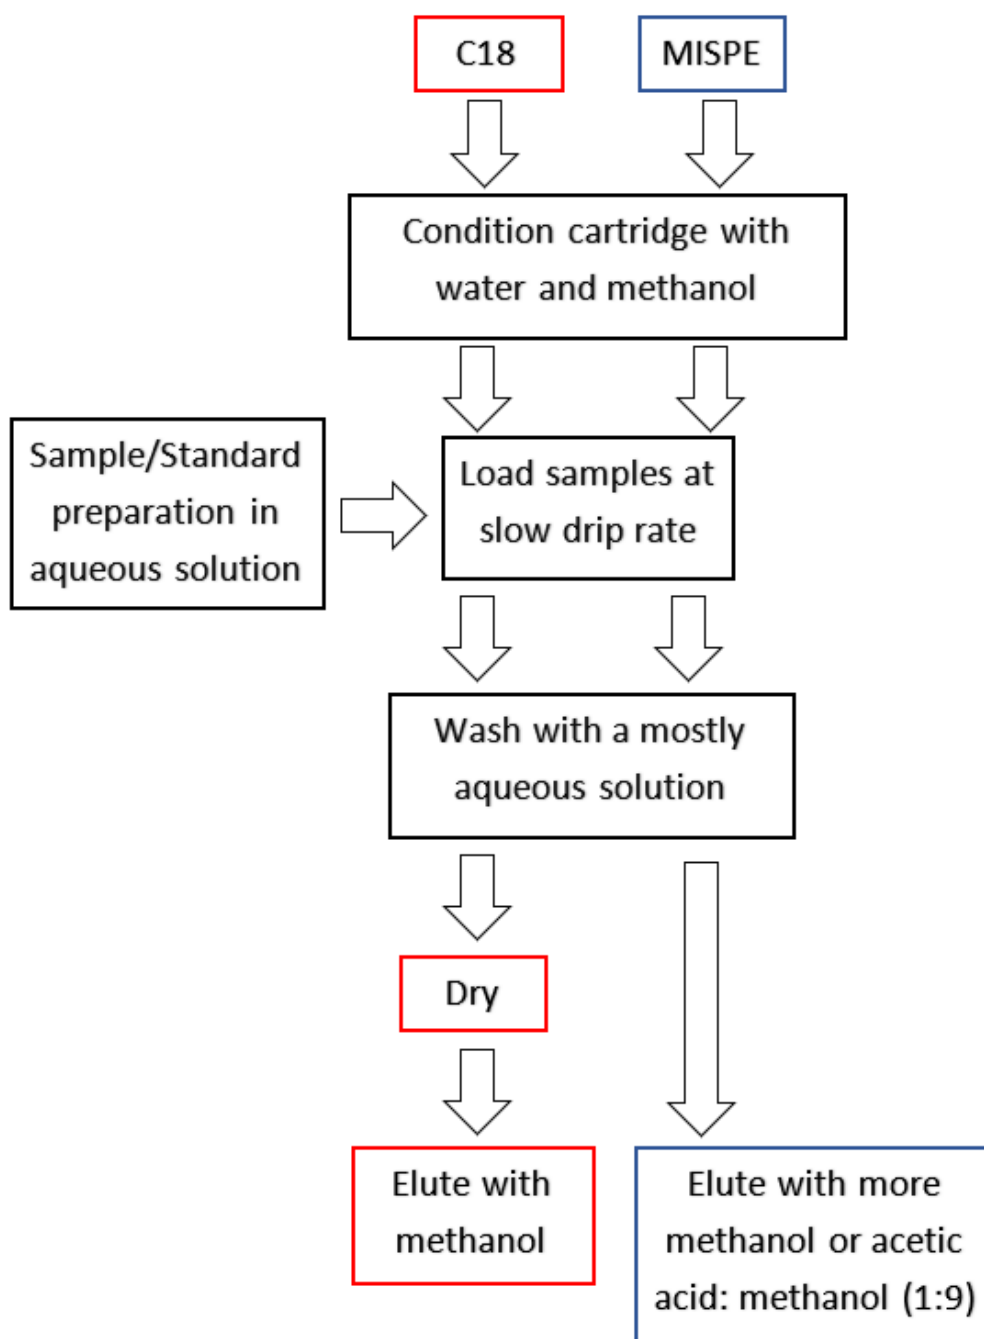 C18
MISPE
Condition cartridge with
water and methanol
Sample/Standard
preparation in
aqueous solution
Load samples at
slow drip rate
Wash with a mostly
aqueous solution
Dry
Elute with
methanol
Elute with more
methanol or acetic
acid: methanol (1:9)